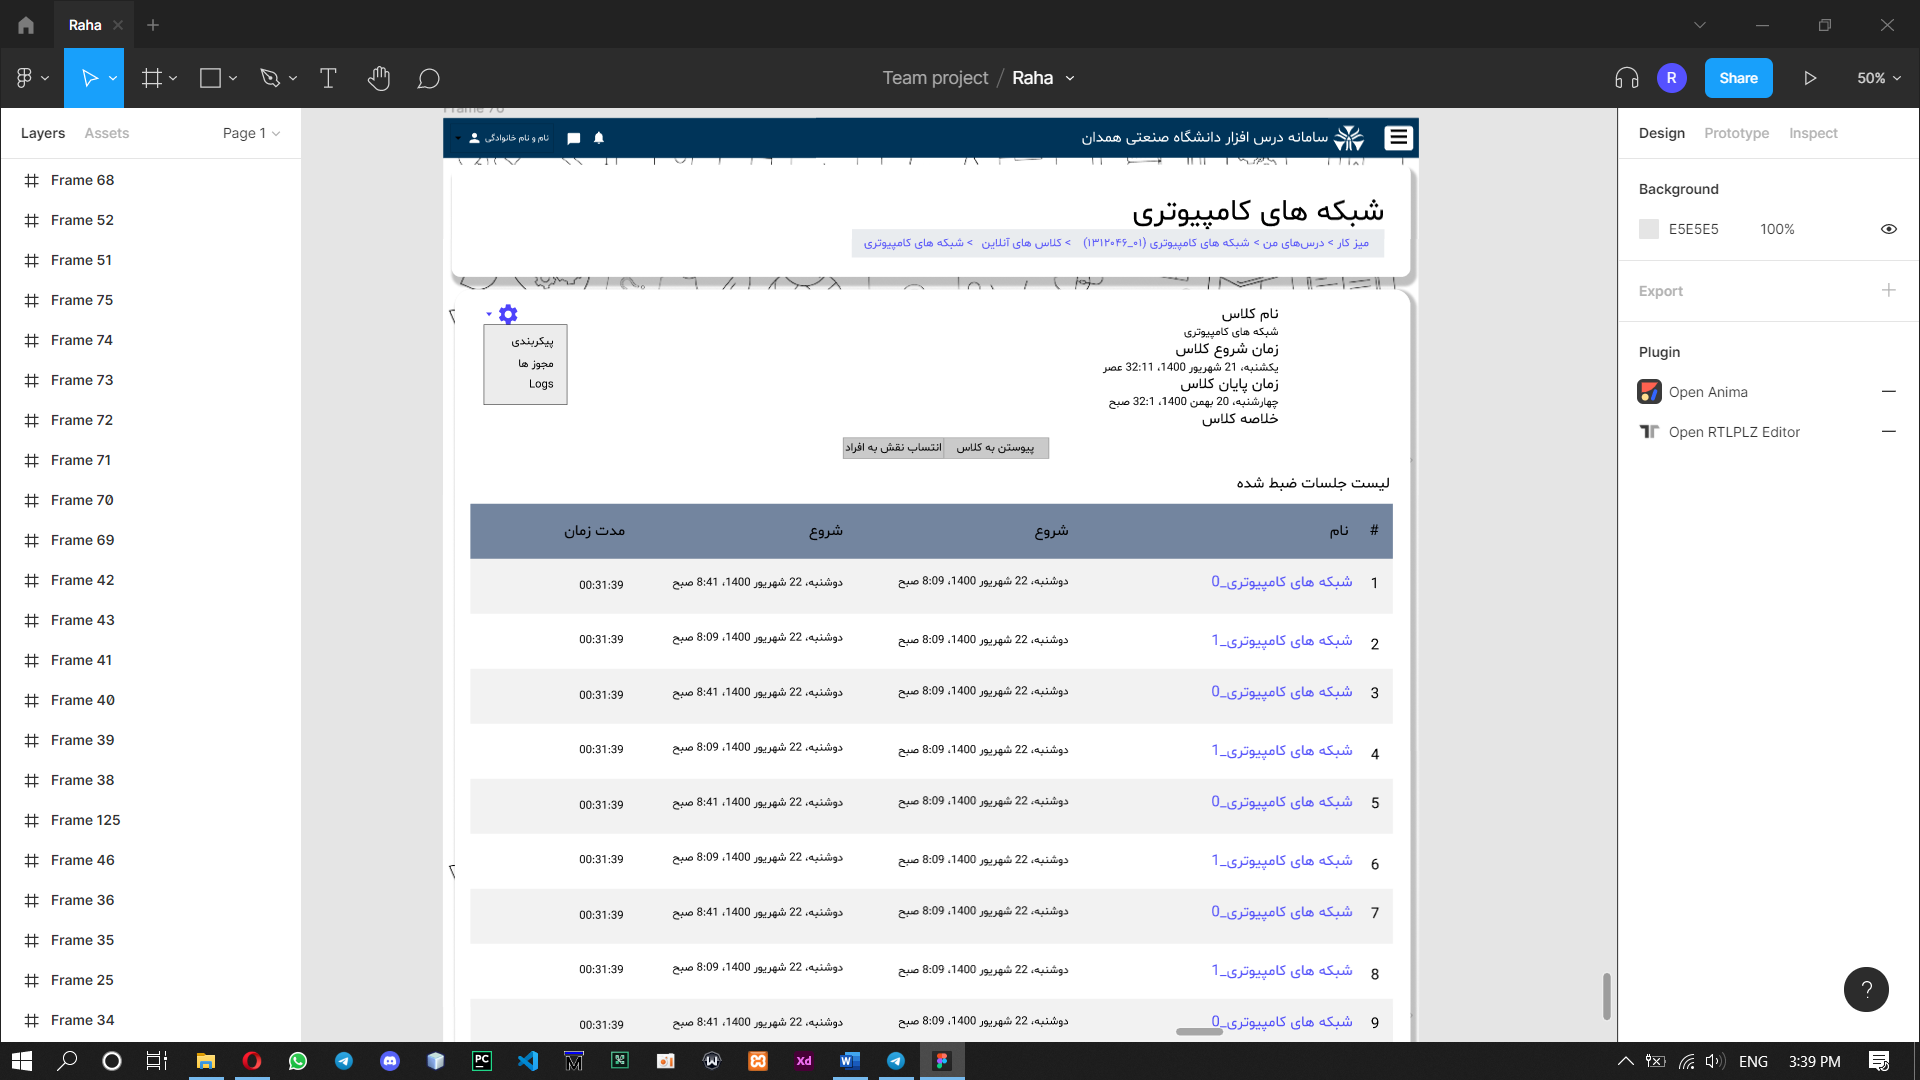 Raha
Team project / Raha
R
Share
50%
Layers
Assets
Page 1
Frame 68
Frame 52
Frame 51
Frame 75
Frame 74
Frame 73
Frame 72
Frame 71
Frame 70
Frame 69
Frame 42
Frame 43
Frame 41
Frame 40
Frame 39
Frame 38
Frame 125
Frame 46
Frame 36
Frame 35
Frame 25
Frame 34
سامانه درس افزار دانشگاه صنعتی همدان
نام و نام خانوادگی
شبکه های کامپیوتری
میز کار > درس‌های من > شبکه های کامپیوتری (۰۱_۱۳۱۲۰۴۶) > کلاس های آنلاین > شبکه های کامپیوتری
پیکربندی
مجوز ها
Logs
نام کلاس
شبکه های کامپیوتری
زمان شروع کلاس
یکشنبه، 21 شهریور 1400، 32:11 عصر
زمان پایان کلاس
چهارشنبه، 20 بهمن 1400، 32:1 صبح
خلاصه کلاس
پیوستن به کلاس
انتساب نقش به افراد
لیست جلسات ضبط شده
# نام شروع شروع مدت زمان
1 شبکه های کامپیوتری_0 دوشنبه، 22 شهریور 1400، 8:09 صبح دوشنبه، 22 شهریور 1400، 8:41 صبح 00:31:39
2 شبکه های کامپیوتری_1 دوشنبه، 22 شهریور 1400، 8:09 صبح دوشنبه، 22 شهریور 1400، 8:09 صبح 00:31:39
3 شبکه های کامپیوتری_0 دوشنبه، 22 شهریور 1400، 8:09 صبح دوشنبه، 22 شهریور 1400، 8:41 صبح 00:31:39
4 شبکه های کامپیوتری_1 دوشنبه، 22 شهریور 1400، 8:09 صبح دوشنبه، 22 شهریور 1400، 8:09 صبح 00:31:39
5 شبکه های کامپیوتری_0 دوشنبه، 22 شهریور 1400، 8:09 صبح دوشنبه، 22 شهریور 1400، 8:41 صبح 00:31:39
6 شبکه های کامپیوتری_1 دوشنبه، 22 شهریور 1400، 8:09 صبح دوشنبه، 22 شهریور 1400، 8:09 صبح 00:31:39
7 شبکه های کامپیوتری_0 دوشنبه، 22 شهریور 1400، 8:09 صبح دوشنبه، 22 شهریور 1400، 8:41 صبح 00:31:39
8 شبکه های کامپیوتری_1 دوشنبه، 22 شهریور 1400، 8:09 صبح دوشنبه، 22 شهریور 1400، 8:09 صبح 00:31:39
9 شبکه های کامپیوتری_0 دوشنبه، 22 شهریور 1400، 8:09 صبح دوشنبه، 22 شهریور 1400، 8:41 صبح 00:31:39
Design
Prototype
Inspect
Background
E5E5E5
100%
Export
Plugin
Open Anima
Open RTLPLZ Editor
?
PC
Xd
ENG
3:39 PM